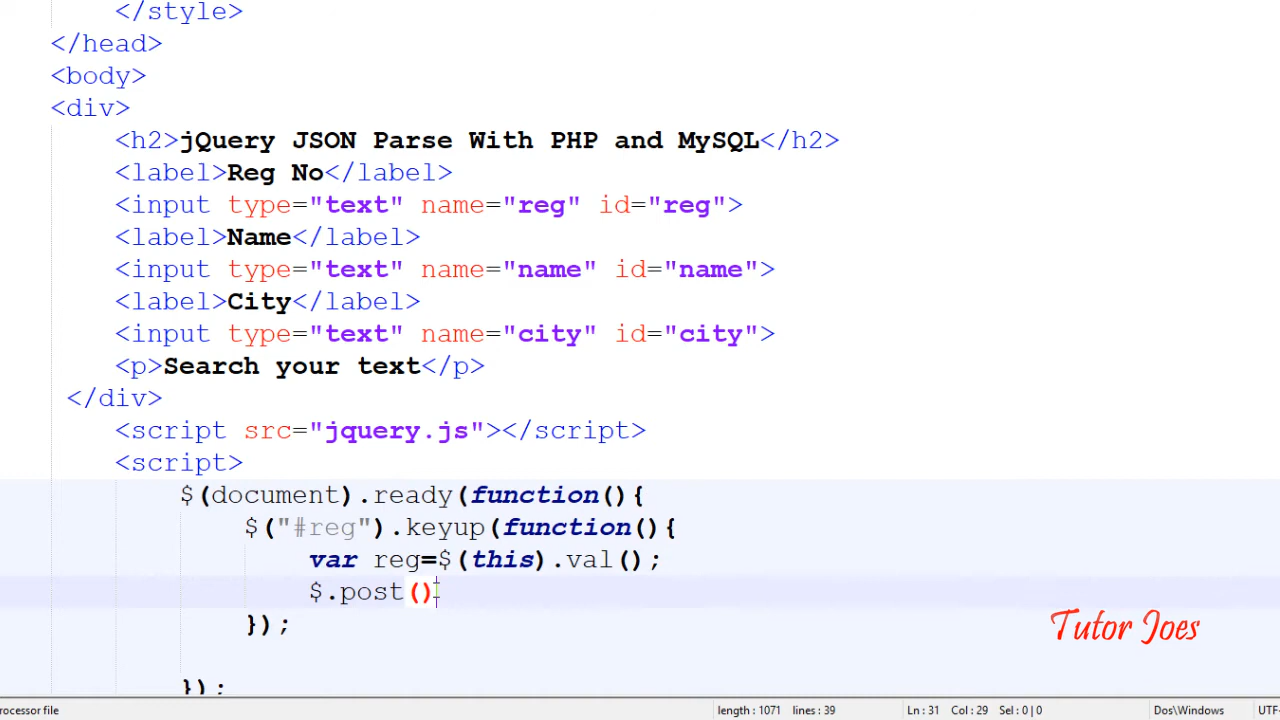 </style>
</head>
<body>
<div>
<h2>jQuery JSON Parse With PHP and MySQL</h2>
<label>Reg No</label>
<input type="text" name="reg" id="reg">
<label>Name</label>
<input type="text" name="name" id="name">
<label>City</label>
<input type="text" name="city" id="city">
<p>Search your text</p>
</div>
<script src="jquery.js"></script>
<script>
$(document).ready(function(){
$("#reg").keyup(function(){
var reg=$(this).val();
$.post()
});
Tutor Joes
});
rocessor file length : 1071 lines : 39 Ln : 31 Col : 29 Sel : 0 | 0 Dos\Windows UTF-